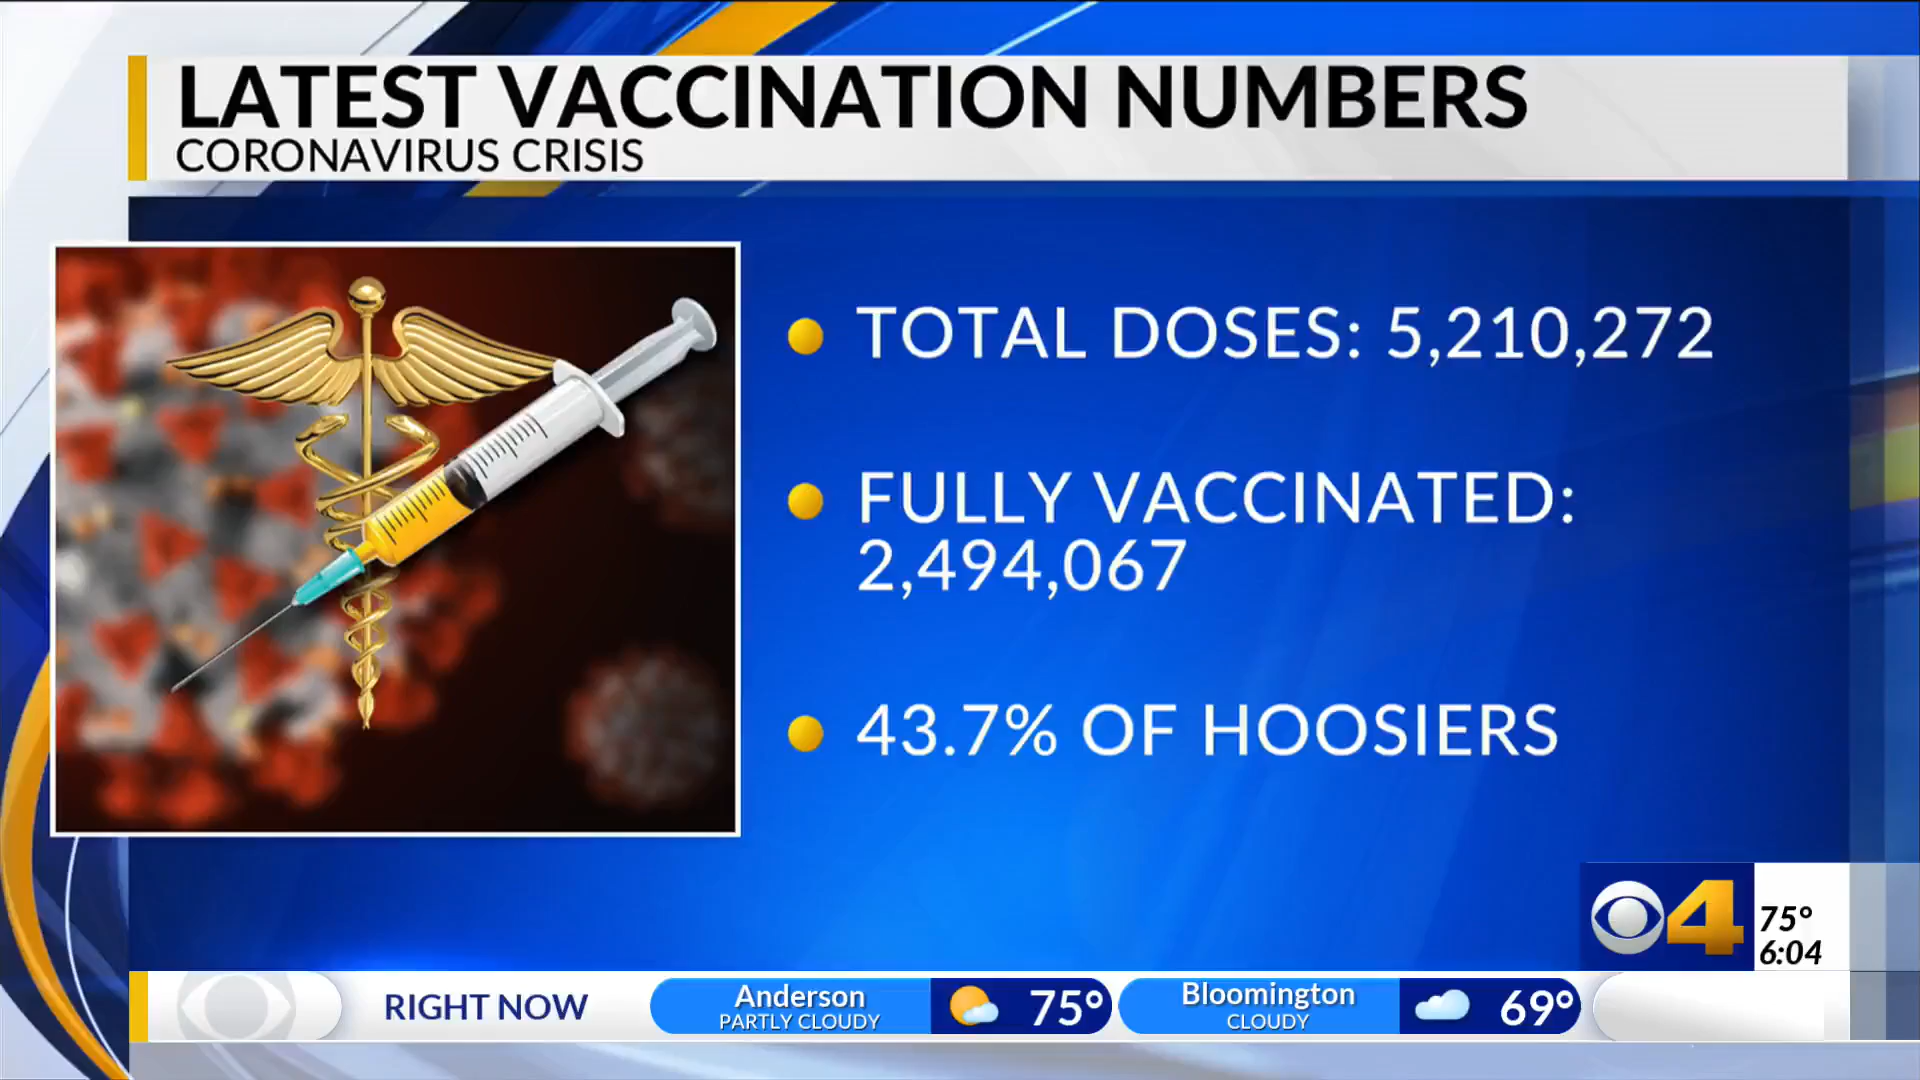 LATEST VACCINATION NUMBERS
CORONAVIRUS CRISIS
TOTAL DOSES: 5,210,272
FULLY VACCINATED:
2,494,067
43.7% OF HOOSIERS
4
75°
6:04
RIGHT NOW
Anderson
PARTLY CLOUDY
75°
Bloomington
CLOUDY
69°